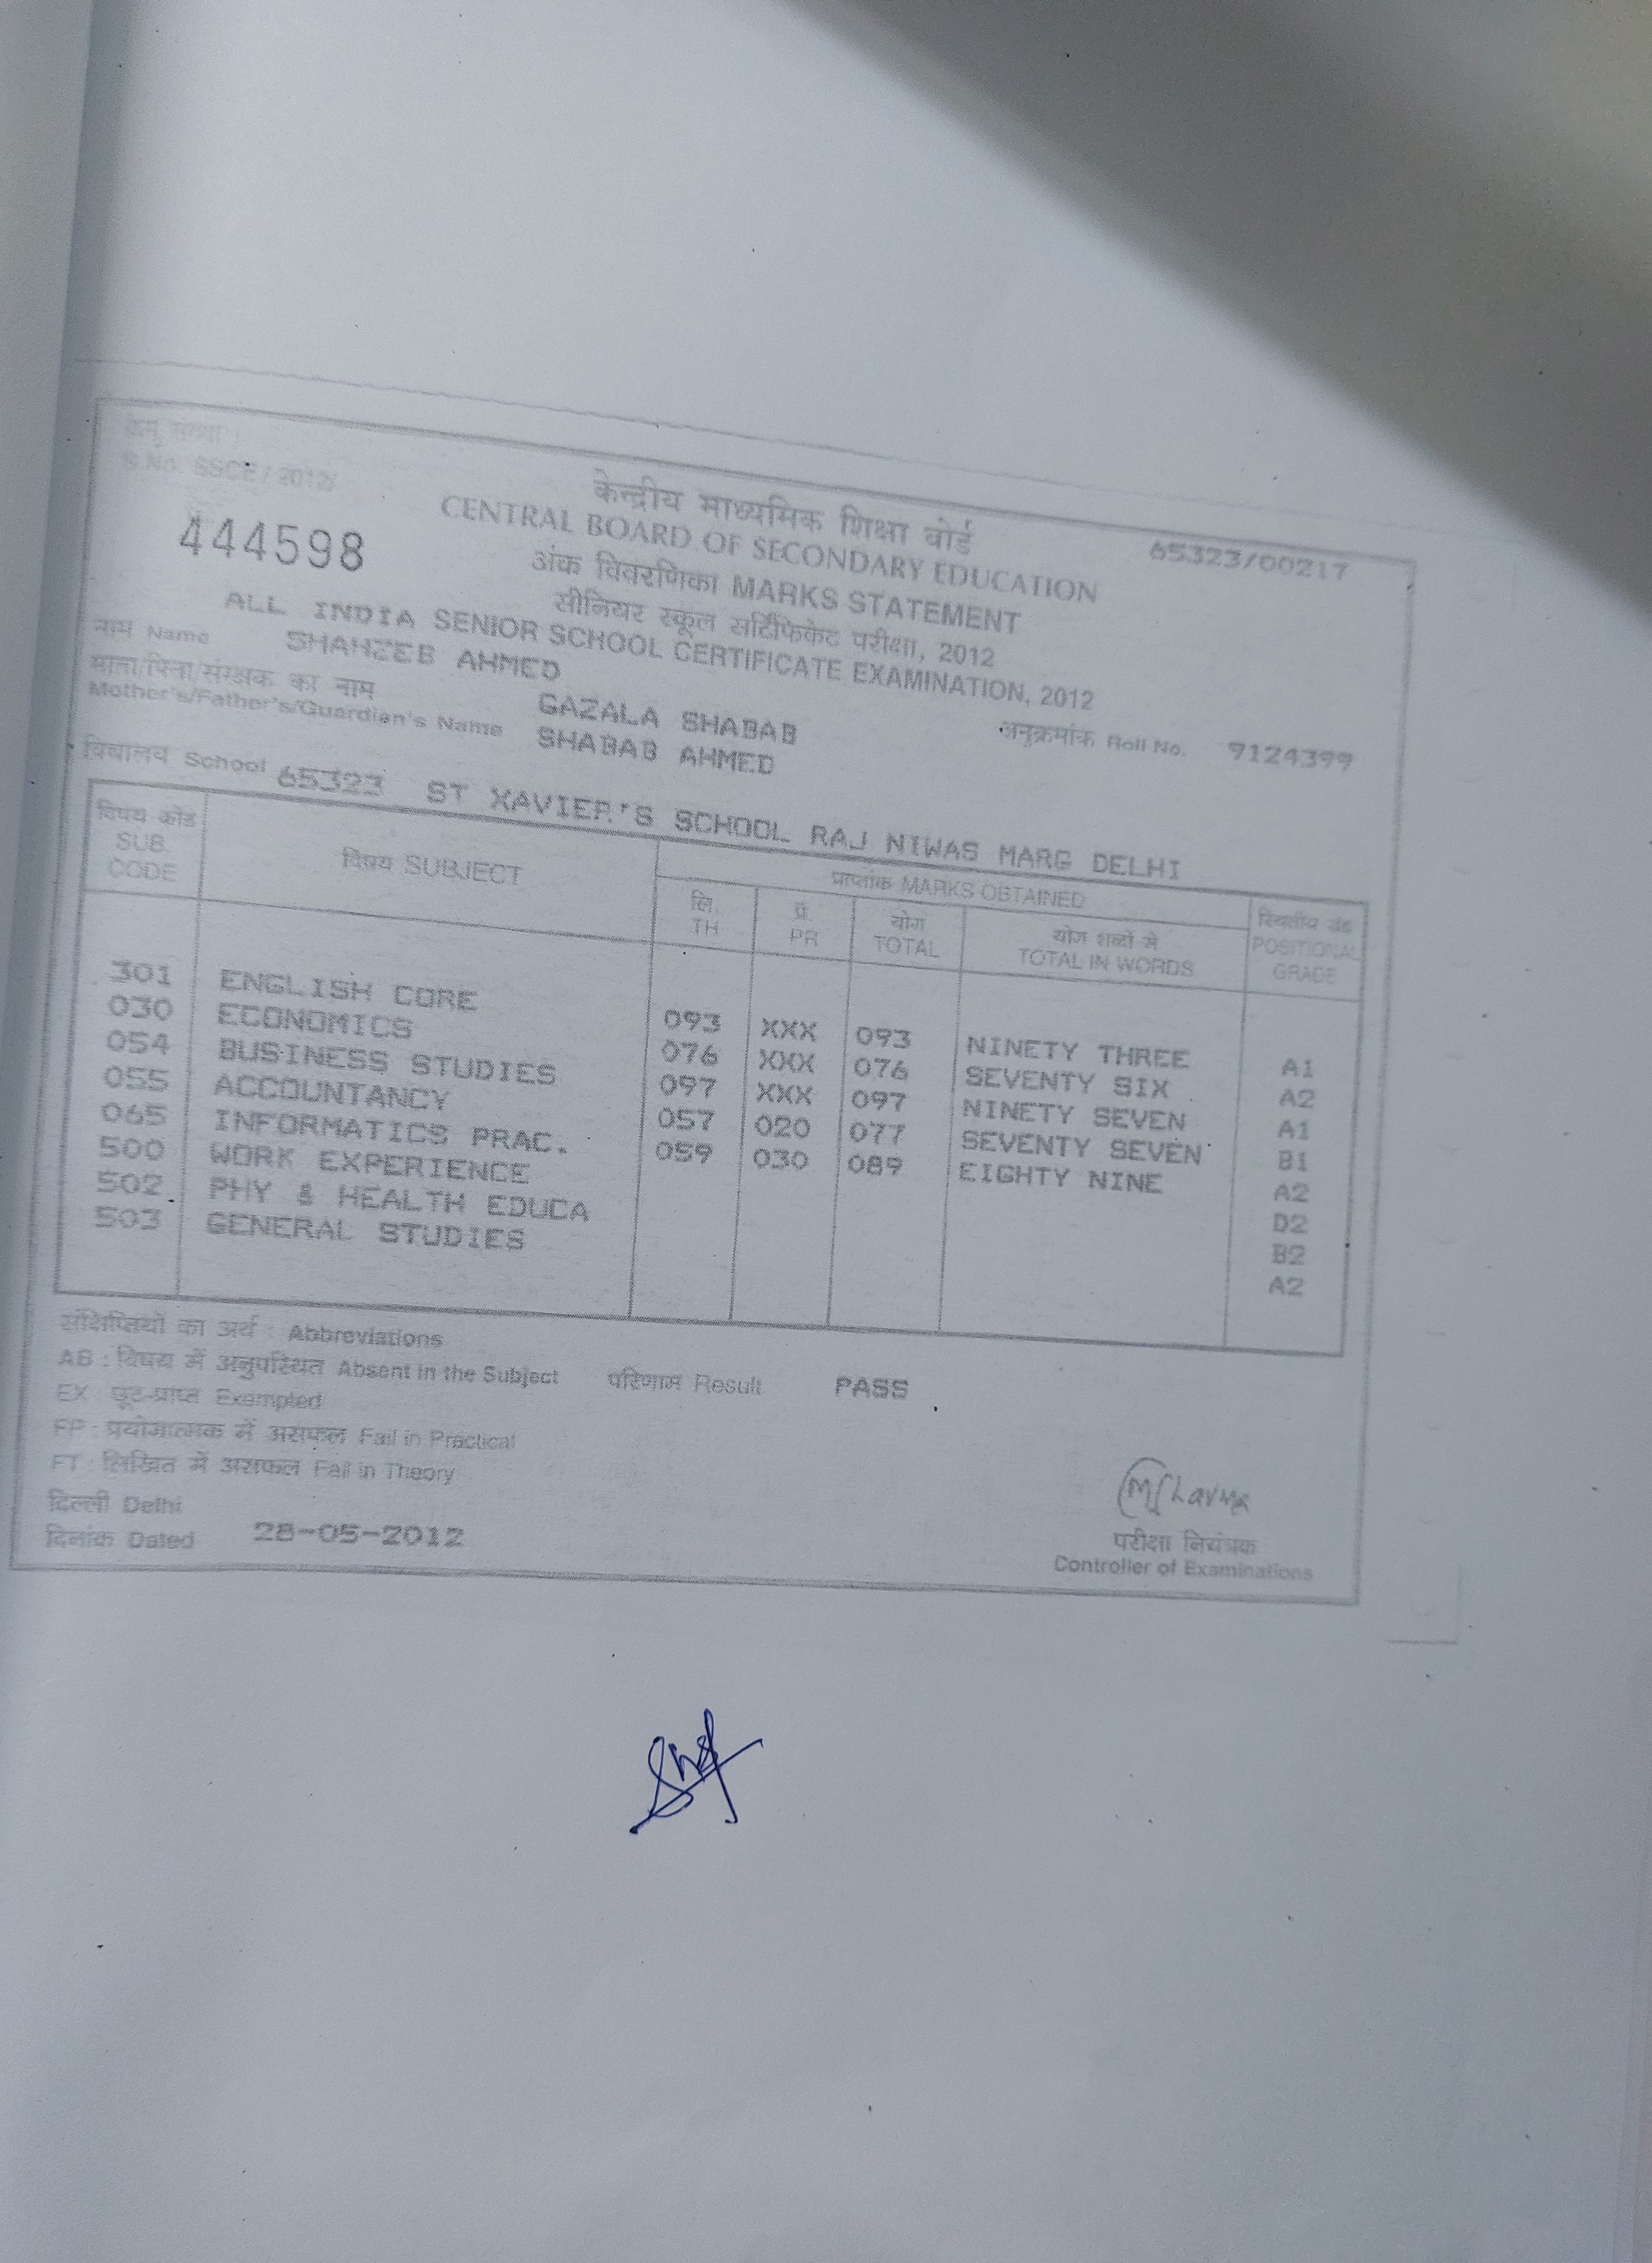 क्रम संख्या /
S.No. SSCE / 2012/
444598
65323/00217
केन्द्रीय माध्यमिक शिक्षा बोर्ड
CENTRAL BOARD OF SECONDARY EDUCATION
अंक विवरणिका MARKS STATEMENT
सीनियर स्कूल सर्टिफिकेट परीक्षा, 2012
ALL INDIA SENIOR SCHOOL CERTIFICATE EXAMINATION, 2012
नाम Name SHAHZEB AHMED
अनुक्रमांक Roll No. 9124399
माता/पिता/संरक्षक का नाम GAZALA SHABAB
Mother's/Father's/Guardian's Name SHABAB AHMED
विद्यालय School 65323 ST XAVIER'S SCHOOL RAJ NIWAS MARG DELHI
विषय कोड SUB. CODE विषय SUBJECT प्राप्तांक MARKS OBTAINED
लि. TH प्र. PR योग TOTAL योग शब्दों में TOTAL IN WORDS POSITIONAL GRADE
301 ENGLISH CORE 093 XXX 093 NINETY THREE A1
030 ECONOMICS 076 XXX 076 SEVENTY SIX A2
054 BUSINESS STUDIES 097 XXX 097 NINETY SEVEN A1
055 ACCOUNTANCY 057 020 077 SEVENTY SEVEN B1
065 INFORMATICS PRAC. 059 030 089 EIGHTY NINE A2
500 WORK EXPERIENCE D2
502 PHY & HEALTH EDUCA B2
503 GENERAL STUDIES A2
संक्षिप्तियों का अर्थ : Abbreviations
AB : विषय में अनुपस्थित Absent in the Subject परिणाम Result PASS
EX : छूट-प्राप्त Exempted
FP : प्रयोगात्मक में असफल Fail in Practical
FT : लिखित में असफल Fail in Theory
दिल्ली Delhi
दिनांक Dated 28-05-2012
परीक्षा नियंत्रक
Controller of Examinations